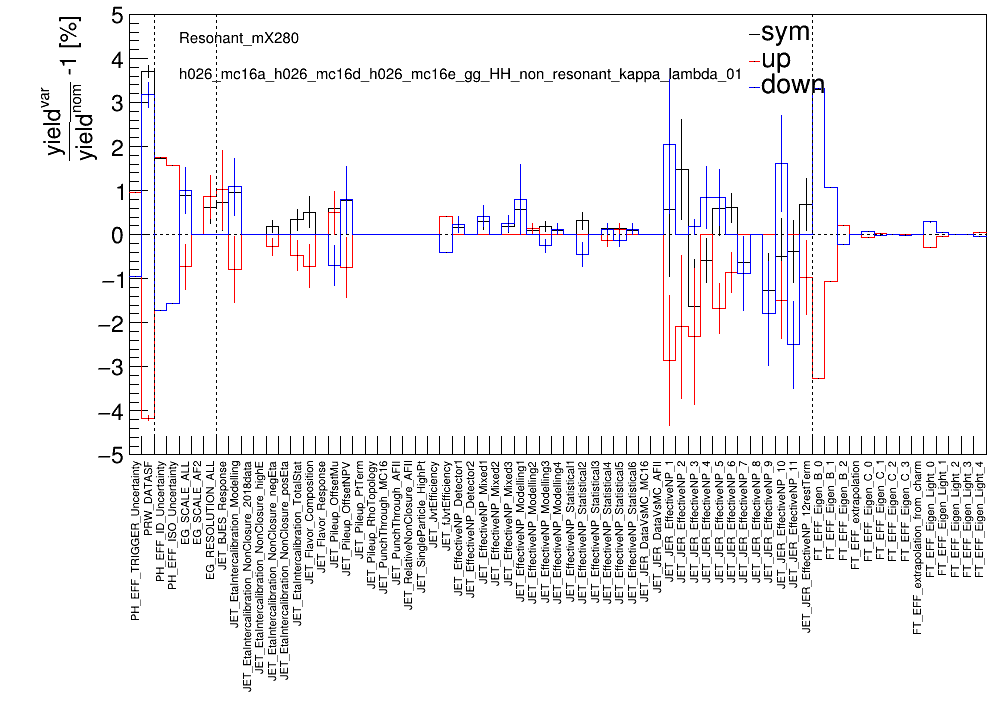 5
4
3
2
1
0
−1
−2
−3
−4
−5
yield^var / yield^nom -1 [%]
Resonant_mX280
h026_mc16a_h026_mc16d_h026_mc16e_gg_HH_non_resonant_kappa_lambda_01
−sym
−up
−down
PH_EFF_TRIGGER_Uncertainty
PRW_DATASF
PH_EFF_ID_Uncertainty
PH_EFF_ISO_Uncertainty
EG_SCALE_ALL
EG_SCALE_AF2
EG_RESOLUTION_ALL
JET_BJES_Response
JET_EtaIntercalibration_Modelling
JET_EtaIntercalibration_NonClosure_2018data
JET_EtaIntercalibration_NonClosure_highE
JET_EtaIntercalibration_NonClosure_negEta
JET_EtaIntercalibration_NonClosure_posEta
JET_EtaIntercalibration_TotalStat
JET_Flavor_Composition
JET_Flavor_Response
JET_Pileup_OffsetMu
JET_Pileup_OffsetNPV
JET_Pileup_PtTerm
JET_Pileup_RhoTopology
JET_PunchThrough_MC16
JET_PunchThrough_AFII
JET_RelativeNonClosure_AFII
JET_SingleParticle_HighPt
JET_JvtEfficiency
JET_fJvtEfficiency
JET_EffectiveNP_Detector1
JET_EffectiveNP_Detector2
JET_EffectiveNP_Mixed1
JET_EffectiveNP_Mixed2
JET_EffectiveNP_Mixed3
JET_EffectiveNP_Modelling1
JET_EffectiveNP_Modelling2
JET_EffectiveNP_Modelling3
JET_EffectiveNP_Modelling4
JET_EffectiveNP_Statistical1
JET_EffectiveNP_Statistical2
JET_EffectiveNP_Statistical3
JET_EffectiveNP_Statistical4
JET_EffectiveNP_Statistical5
JET_EffectiveNP_Statistical6
JET_JER_DataVsMC_MC16
JET_JER_DataVsMC_AFII
JET_JER_EffectiveNP_1
JET_JER_EffectiveNP_2
JET_JER_EffectiveNP_3
JET_JER_EffectiveNP_4
JET_JER_EffectiveNP_5
JET_JER_EffectiveNP_6
JET_JER_EffectiveNP_7
JET_JER_EffectiveNP_8
JET_JER_EffectiveNP_9
JET_JER_EffectiveNP_10
JET_JER_EffectiveNP_11
JET_JER_EffectiveNP_12restTerm
FT_EFF_Eigen_B_0
FT_EFF_Eigen_B_1
FT_EFF_Eigen_B_2
FT_EFF_extrapolation
FT_EFF_Eigen_C_0
FT_EFF_Eigen_C_1
FT_EFF_Eigen_C_2
FT_EFF_Eigen_C_3
FT_EFF_extrapolation_from_charm
FT_EFF_Eigen_Light_0
FT_EFF_Eigen_Light_1
FT_EFF_Eigen_Light_2
FT_EFF_Eigen_Light_3
FT_EFF_Eigen_Light_4